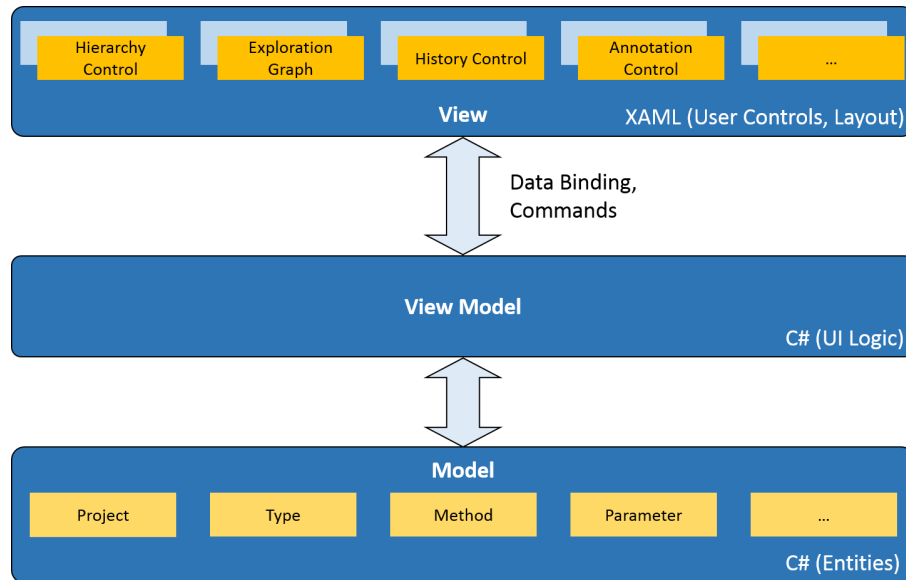 Hierarchy
Control
Exploration
Graph
History Control
Annotation
Control
...
View
XAML (User Controls, Layout)
Data Binding,
Commands
View Model
C# (UI Logic)
Model
Project
Type
Method
Parameter
...
C# (Entities)